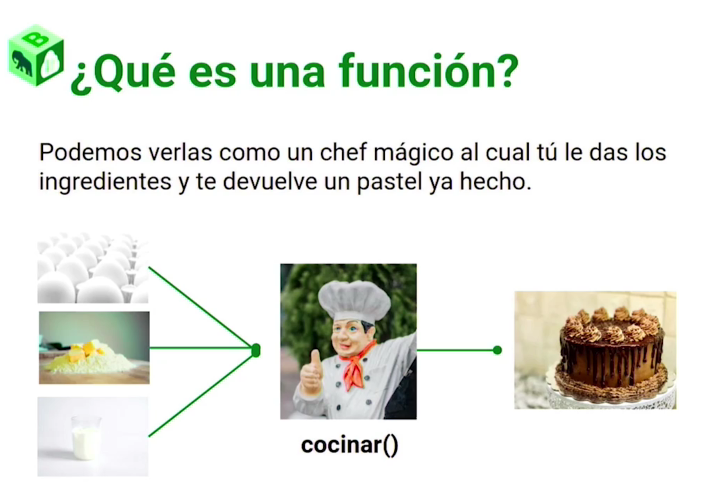 B
¿Qué es una función?
Podemos verlas como un chef mágico al cual tú le das los
ingredientes y te devuelve un pastel ya hecho.
cocinar()